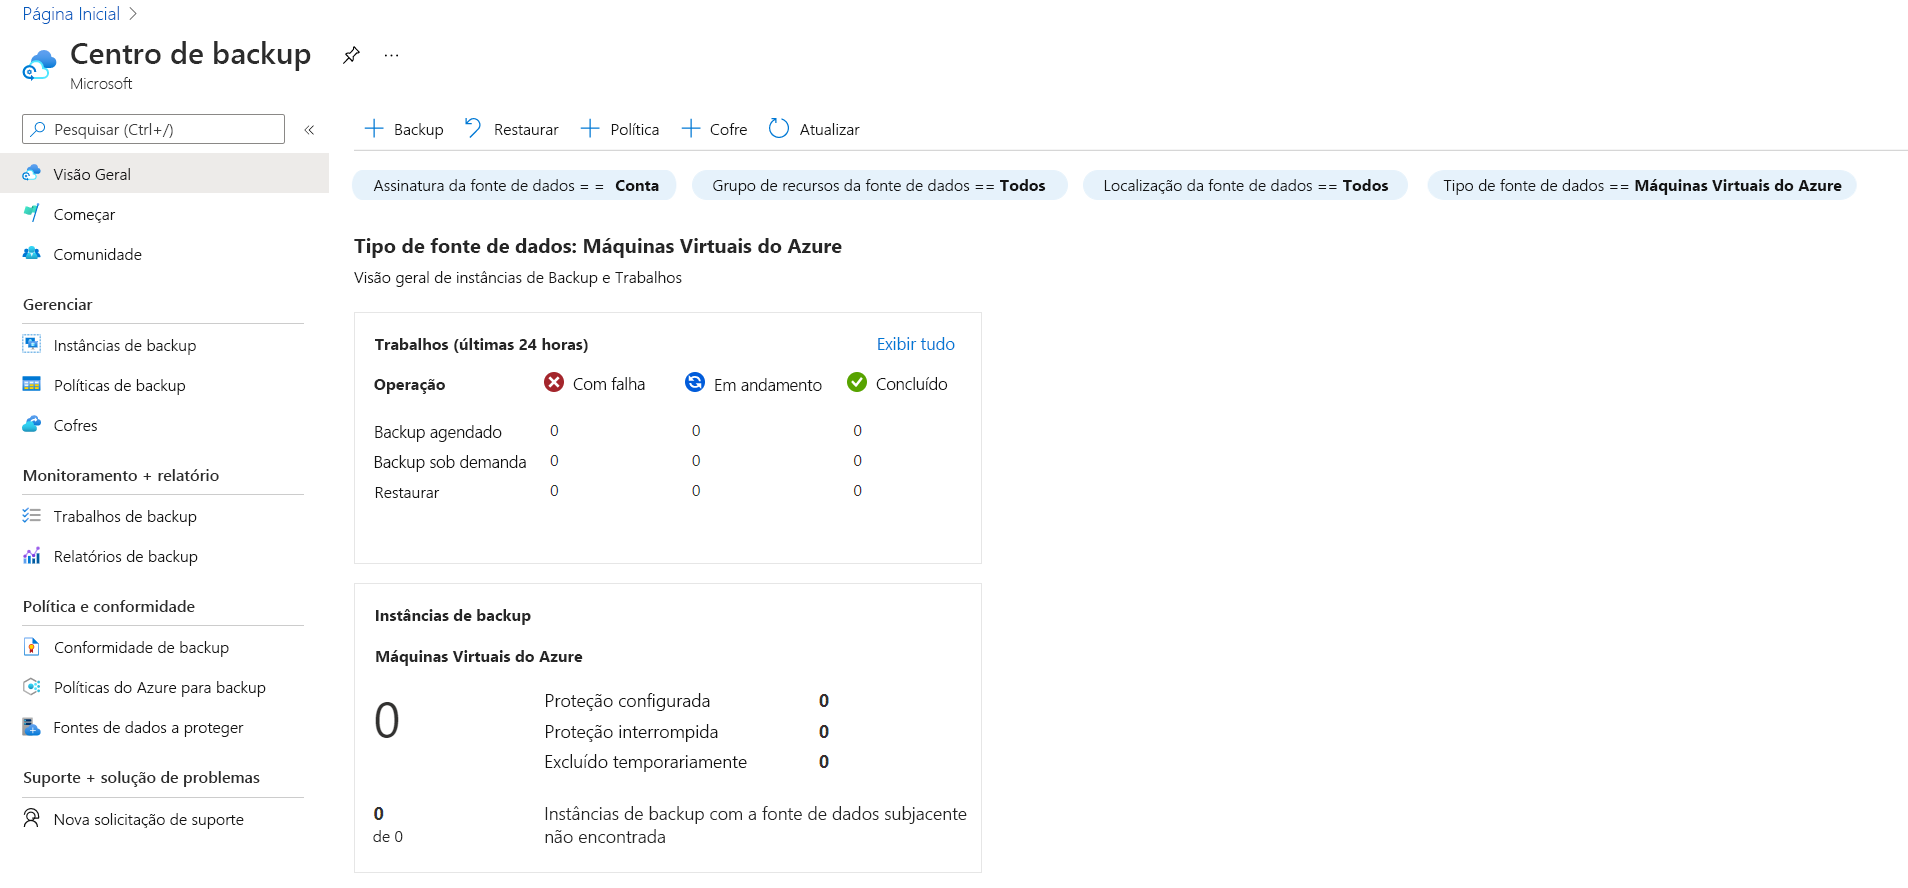 Página Inicial >
Centro de backup
Microsoft
Pesquisar (Ctrl+/)
«
Visão Geral
Começar
Comunidade
Gerenciar
Instâncias de backup
Políticas de backup
Cofres
Monitoramento + relatório
Trabalhos de backup
Relatórios de backup
Política e conformidade
Conformidade de backup
Políticas do Azure para backup
Fontes de dados a proteger
Suporte + solução de problemas
Nova solicitação de suporte
Backup Restaurar Política Cofre Atualizar
Assinatura da fonte de dados = = Conta Grupo de recursos da fonte de dados == Todos Localização da fonte de dados == Todos Tipo de fonte de dados == Máquinas Virtuais do Azure
Tipo de fonte de dados: Máquinas Virtuais do Azure
Visão geral de instâncias de Backup e Trabalhos
Trabalhos (últimas 24 horas) Exibir tudo
Operação Com falha Em andamento Concluído
Backup agendado 0 0 0
Backup sob demanda 0 0 0
Restaurar 0 0 0
Instâncias de backup
Máquinas Virtuais do Azure
0
Proteção configurada 0
Proteção interrompida 0
Excluído temporariamente 0
0
de 0
Instâncias de backup com a fonte de dados subjacente
não encontrada